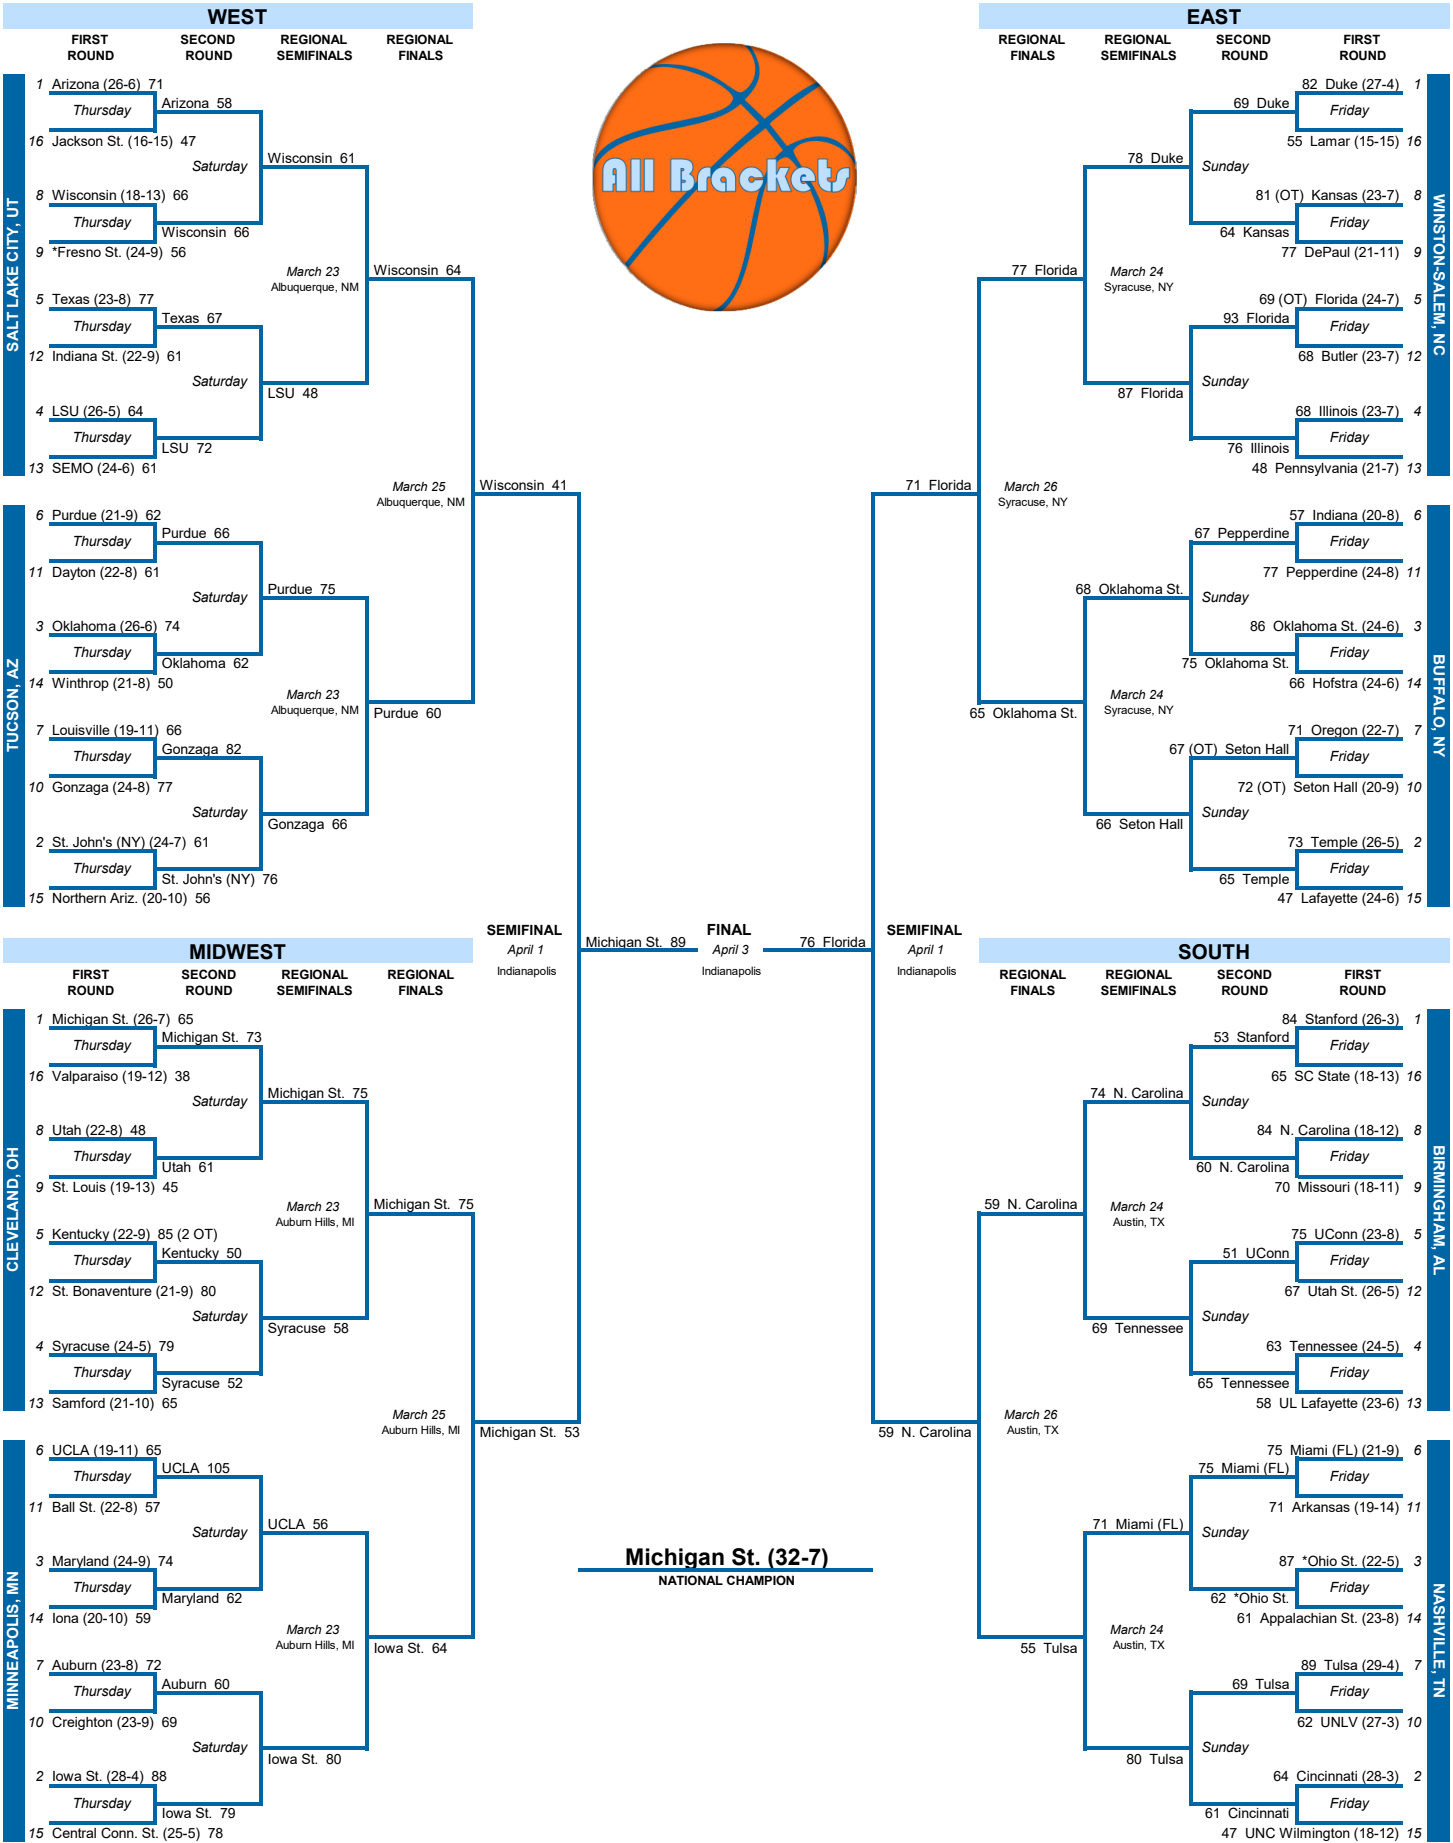 WEST
FIRST ROUND
SECOND ROUND
REGIONAL SEMIFINALS
REGIONAL FINALS
SALT LAKE CITY, UT
1 Arizona (26-6) 71
Thursday
Arizona 58
16 Jackson St. (16-15) 47
Saturday
Wisconsin 61
8 Wisconsin (18-13) 66
Thursday
Wisconsin 66
9 *Fresno St. (24-9) 56
March 23
Albuquerque, NM
Wisconsin 64
5 Texas (23-8) 77
Thursday
Texas 67
12 Indiana St. (22-9) 61
Saturday
LSU 48
4 LSU (26-5) 64
Thursday
LSU 72
13 SEMO (24-6) 61
March 25
Albuquerque, NM
Wisconsin 41
TUCSON, AZ
6 Purdue (21-9) 62
Thursday
Purdue 66
11 Dayton (22-8) 61
Saturday
Purdue 75
3 Oklahoma (26-6) 74
Thursday
Oklahoma 62
14 Winthrop (21-8) 50
March 23
Albuquerque, NM
Purdue 60
7 Louisville (19-11) 66
Thursday
Gonzaga 82
10 Gonzaga (24-8) 77
Saturday
Gonzaga 66
2 St. John's (NY) (24-7) 61
Thursday
St. John's (NY) 76
15 Northern Ariz. (20-10) 56
All Brackets
EAST
REGIONAL FINALS
REGIONAL SEMIFINALS
SECOND ROUND
FIRST ROUND
WINSTON-SALEM, NC
82 Duke (27-4) 1
69 Duke
Friday
55 Lamar (15-15) 16
78 Duke
Sunday
81 (OT) Kansas (23-7) 8
Friday
64 Kansas
77 DePaul (21-11) 9
77 Florida
March 24
Syracuse, NY
69 (OT) Florida (24-7) 5
93 Florida
Friday
68 Butler (23-7) 12
Sunday
87 Florida
68 Illinois (23-7) 4
Friday
76 Illinois
48 Pennsylvania (21-7) 13
71 Florida
March 26
Syracuse, NY
BUFFALO, NY
57 Indiana (20-8) 6
67 Pepperdine
Friday
77 Pepperdine (24-8) 11
68 Oklahoma St.
Sunday
86 Oklahoma St. (24-6) 3
Friday
75 Oklahoma St.
66 Hofstra (24-6) 14
March 24
Syracuse, NY
65 Oklahoma St.
71 Oregon (22-7) 7
67 (OT) Seton Hall
Friday
72 (OT) Seton Hall (20-9) 10
Sunday
66 Seton Hall
73 Temple (26-5) 2
Friday
65 Temple
47 Lafayette (24-6) 15
SEMIFINAL
April 1
Indianapolis
Michigan St. 89
FINAL
April 3
Indianapolis
76 Florida
SEMIFINAL
April 1
Indianapolis
MIDWEST
FIRST ROUND
SECOND ROUND
REGIONAL SEMIFINALS
REGIONAL FINALS
CLEVELAND, OH
1 Michigan St. (26-7) 65
Thursday
Michigan St. 73
16 Valparaiso (19-12) 38
Saturday
Michigan St. 75
8 Utah (22-8) 48
Thursday
Utah 61
9 St. Louis (19-13) 45
March 23
Auburn Hills, MI
Michigan St. 75
5 Kentucky (22-9) 85 (2 OT)
Thursday
Kentucky 50
12 St. Bonaventure (21-9) 80
Saturday
Syracuse 58
4 Syracuse (24-5) 79
Thursday
Syracuse 52
13 Samford (21-10) 65
March 25
Auburn Hills, MI
Michigan St. 53
MINNEAPOLIS, MN
6 UCLA (19-11) 65
Thursday
UCLA 105
11 Ball St. (22-8) 57
Saturday
UCLA 56
3 Maryland (24-9) 74
Thursday
Maryland 62
14 Iona (20-10) 59
March 23
Auburn Hills, MI
Iowa St. 64
7 Auburn (23-8) 72
Thursday
Auburn 60
10 Creighton (23-9) 69
Saturday
Iowa St. 80
2 Iowa St. (28-4) 88
Thursday
Iowa St. 79
15 Central Conn. St. (25-5) 78
Michigan St. (32-7)
NATIONAL CHAMPION
SOUTH
REGIONAL FINALS
REGIONAL SEMIFINALS
SECOND ROUND
FIRST ROUND
BIRMINGHAM, AL
84 Stanford (26-3) 1
53 Stanford
Friday
65 SC State (18-13) 16
74 N. Carolina
Sunday
84 N. Carolina (18-12) 8
Friday
60 N. Carolina
70 Missouri (18-11) 9
59 N. Carolina
March 24
Austin, TX
75 UConn (23-8) 5
51 UConn
Friday
67 Utah St. (26-5) 12
Sunday
69 Tennessee
63 Tennessee (24-5) 4
Friday
65 Tennessee
58 UL Lafayette (23-6) 13
March 26
Austin, TX
59 N. Carolina
NASHVILLE, TN
75 Miami (FL) (21-9) 6
75 Miami (FL)
Friday
71 Arkansas (19-14) 11
71 Miami (FL)
Sunday
87 *Ohio St. (22-5) 3
Friday
62 *Ohio St.
61 Appalachian St. (23-8) 14
March 24
Austin, TX
55 Tulsa
89 Tulsa (29-4) 7
69 Tulsa
Friday
62 UNLV (27-3) 10
Sunday
80 Tulsa
64 Cincinnati (28-3) 2
Friday
61 Cincinnati
47 UNC Wilmington (18-12) 15